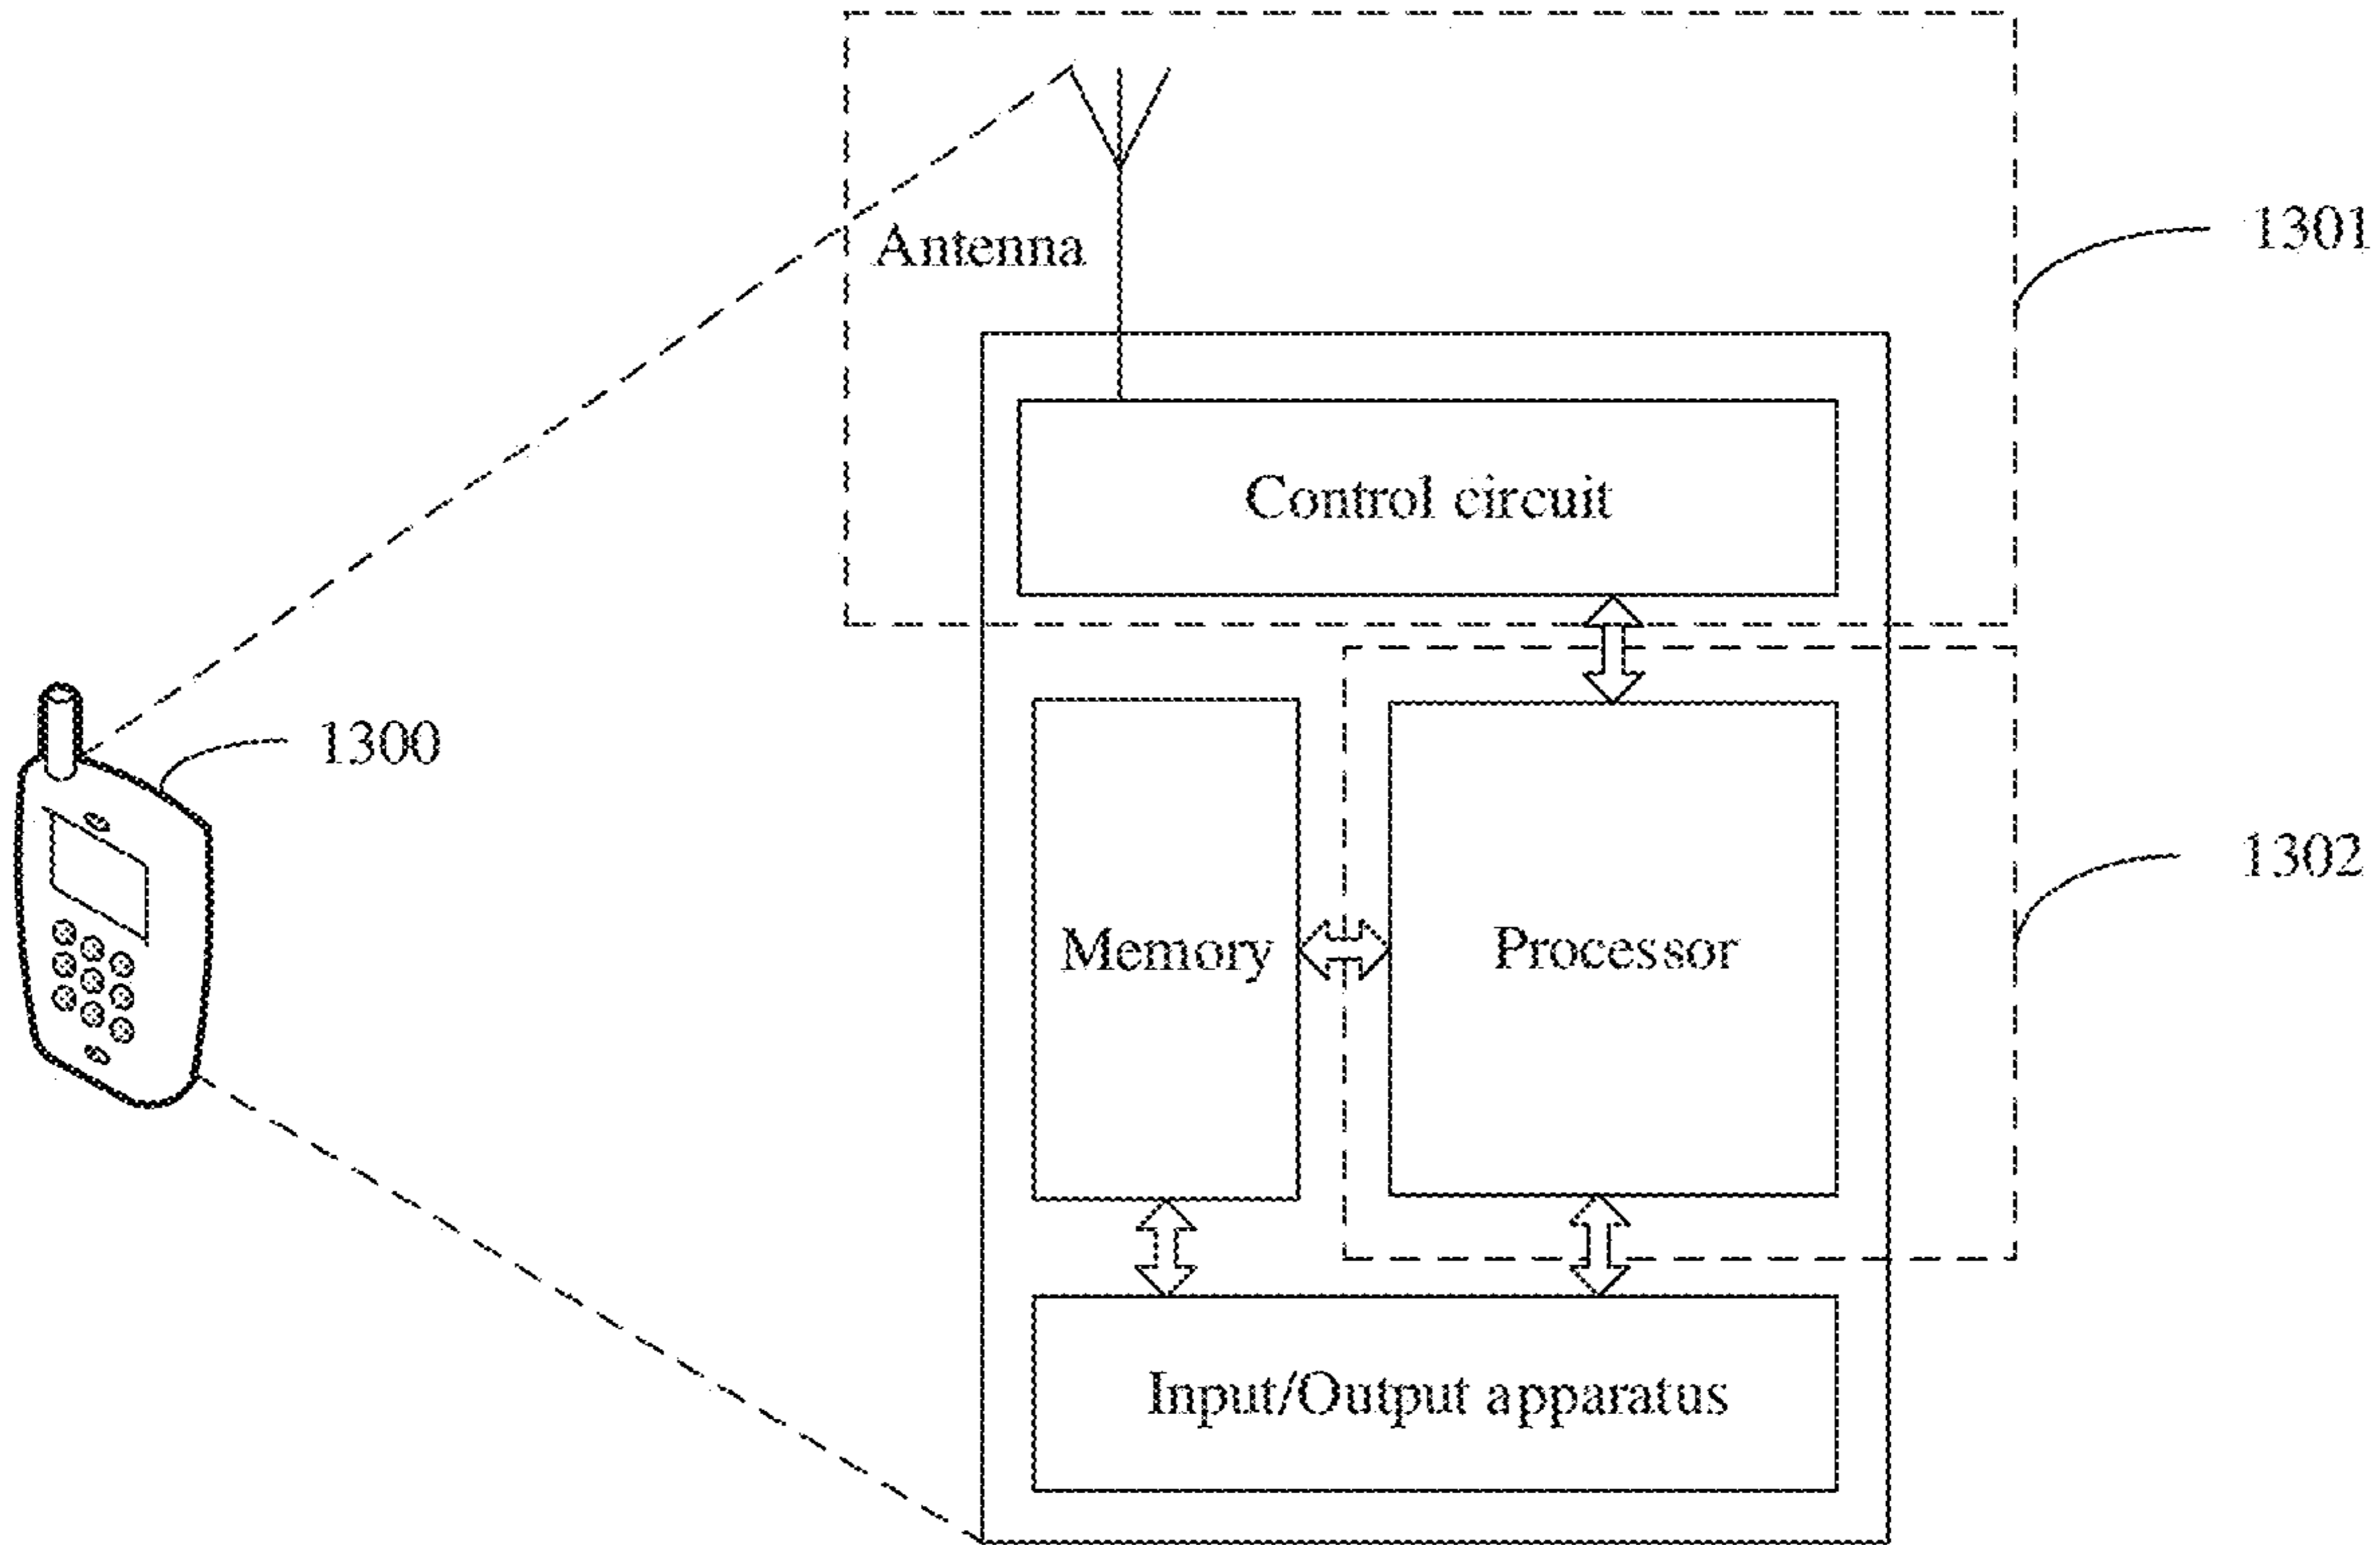 Antenna
1301
Control circuit
1300
1302
Memory
Processor
Input/Output apparatus